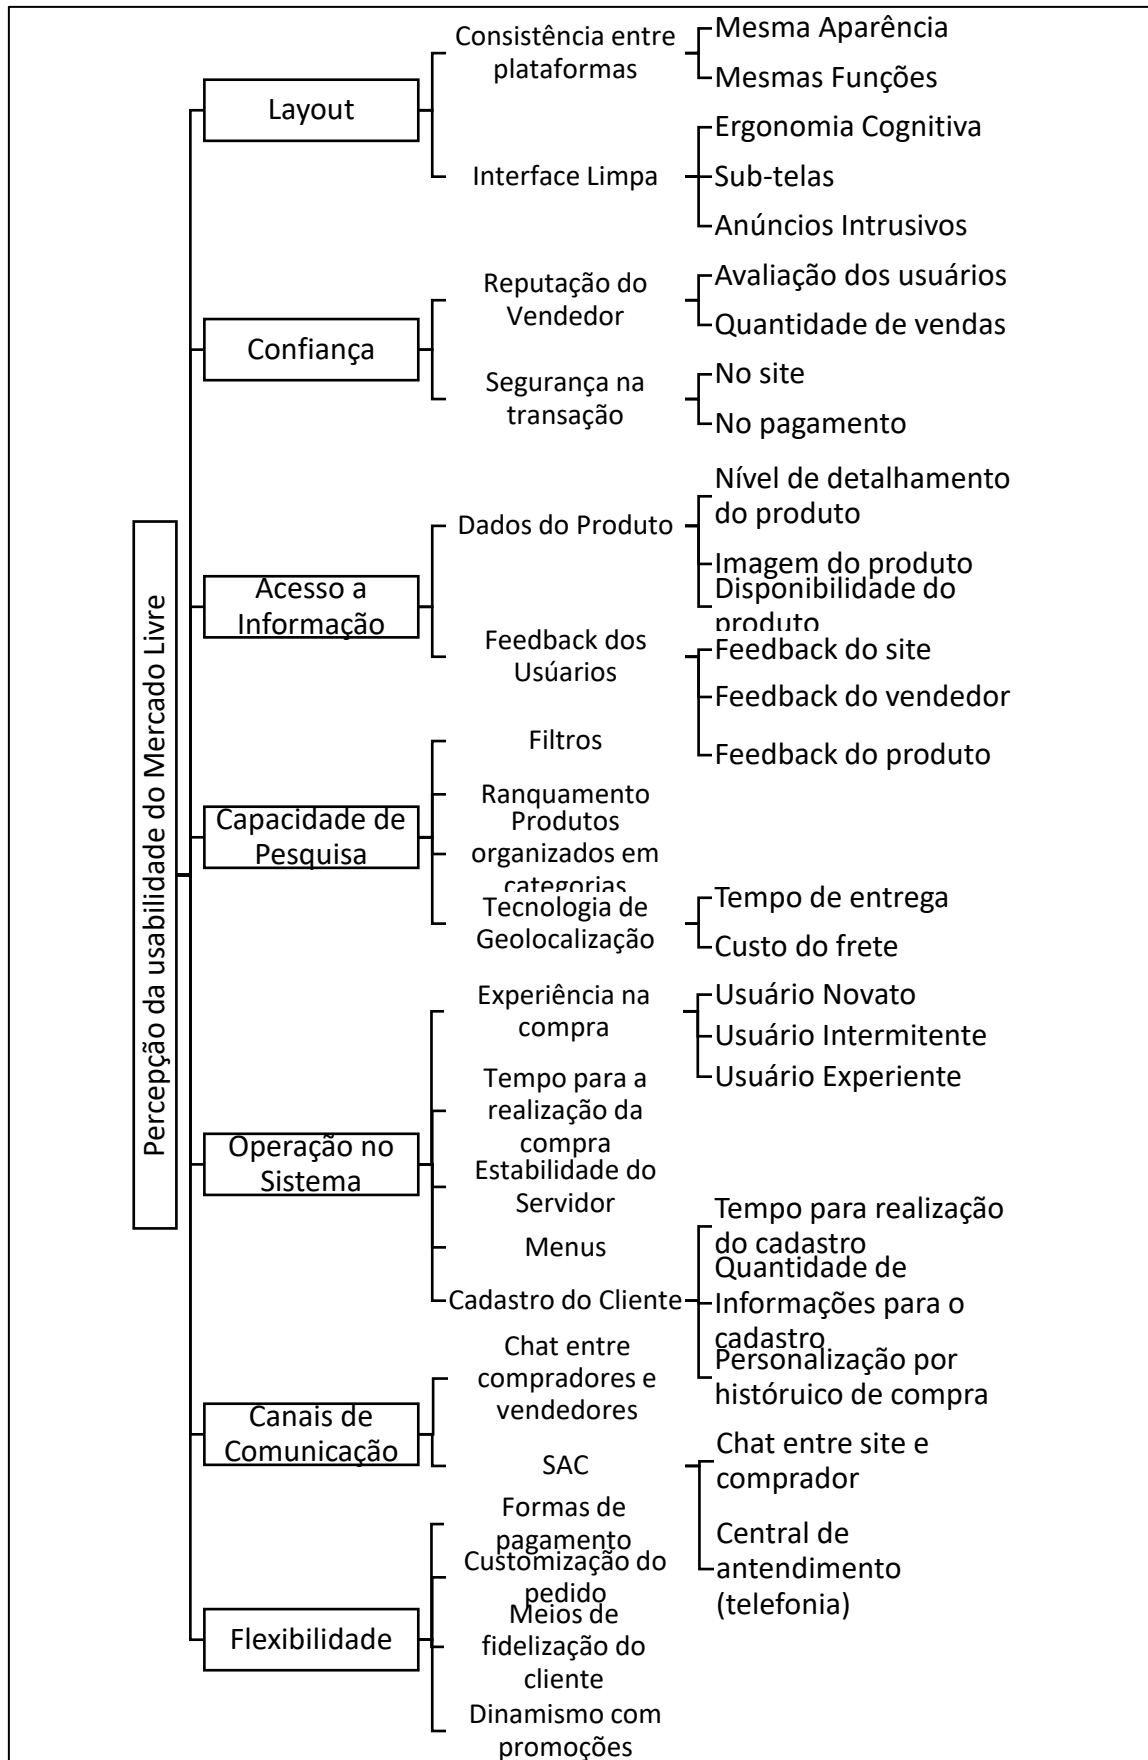 Percepção da usabilidade do Mercado Livre
Layout
Consistência entre
plataformas
Mesma Aparência
Mesmas Funções
Interface Limpa
Ergonomia Cognitiva
Sub-telas
Anúncios Intrusivos
Confiança
Reputação do
Vendedor
Avaliação dos usuários
Quantidade de vendas
Segurança na
transação
No site
No pagamento
Acesso a
Informação
Dados do Produto
Nível de detalhamento
do produto
Imagem do produto
Disponibilidade do
produto
Feedback dos
Usúarios
Feedback do site
Feedback do vendedor
Feedback do produto
Capacidade de
Pesquisa
Filtros
Ranquamento
Produtos
organizados em
categorias
Tecnologia de
Geolocalização
Tempo de entrega
Custo do frete
Operação no
Sistema
Experiência na
compra
Usuário Novato
Usuário Intermitente
Usuário Experiente
Tempo para a
realização da
compra
Estabilidade do
Servidor
Menus
Cadastro do Cliente
Tempo para realização
do cadastro
Quantidade de
Informações para o
cadastro
Personalização por
históruico de compra
Canais de
Comunicação
Chat entre
compradores e
vendedores
SAC
Chat entre site e
comprador
Central de
antendimento
(telefonia)
Flexibilidade
Formas de
pagamento
Customização do
pedido
Meios de
fidelização do
cliente
Dinamismo com
promoções